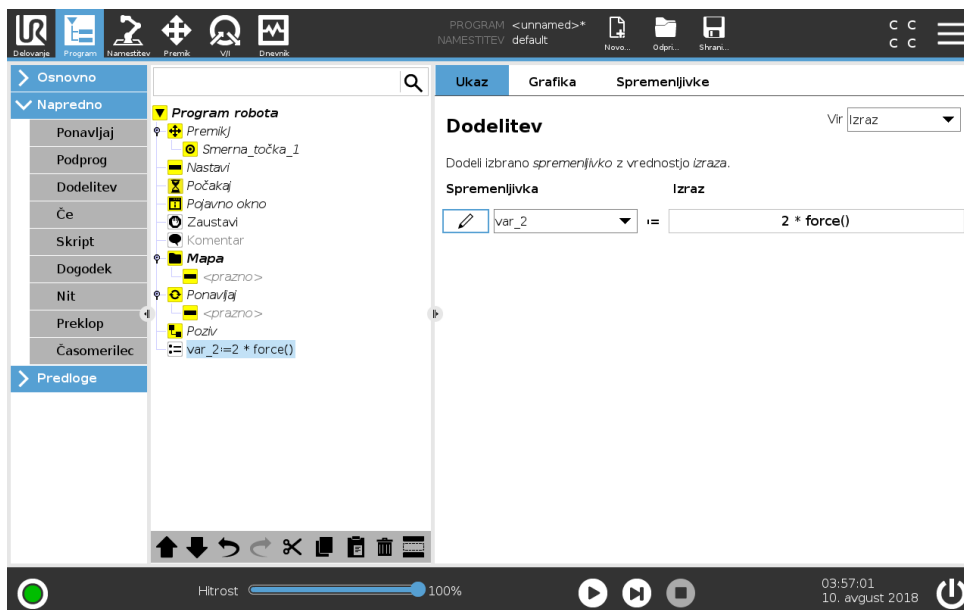 UR
Delovanje
Program
Namestitev
Premik
V/I
Dnevnik
PROGRAM <unnamed>*
NAMESTITEV default
Novo...
Odpri...
Shrani...
C C
C C
Osnovno
Napredno
Ponavljaj
Podprog
Dodelitev
Če
Skript
Dogodek
Nit
Preklop
Časomerilec
Predloge
Program robota
PremikJ
Smerna_točka_1
Nastavi
Počakaj
Pojavno okno
Zaustavi
Komentar
Mapa
<prazno>
Ponavljaj
<prazno>
Poziv
var_2:=2 * force()
Ukaz
Grafika
Spremenljivke
Dodelitev
Vir Izraz
Dodeli izbrano spremenljivko z vrednostjo izraza.
Spremenljivka Izraz
var_2 := 2 * force()
Hitrost 100%
03:57:01
10. avgust 2018